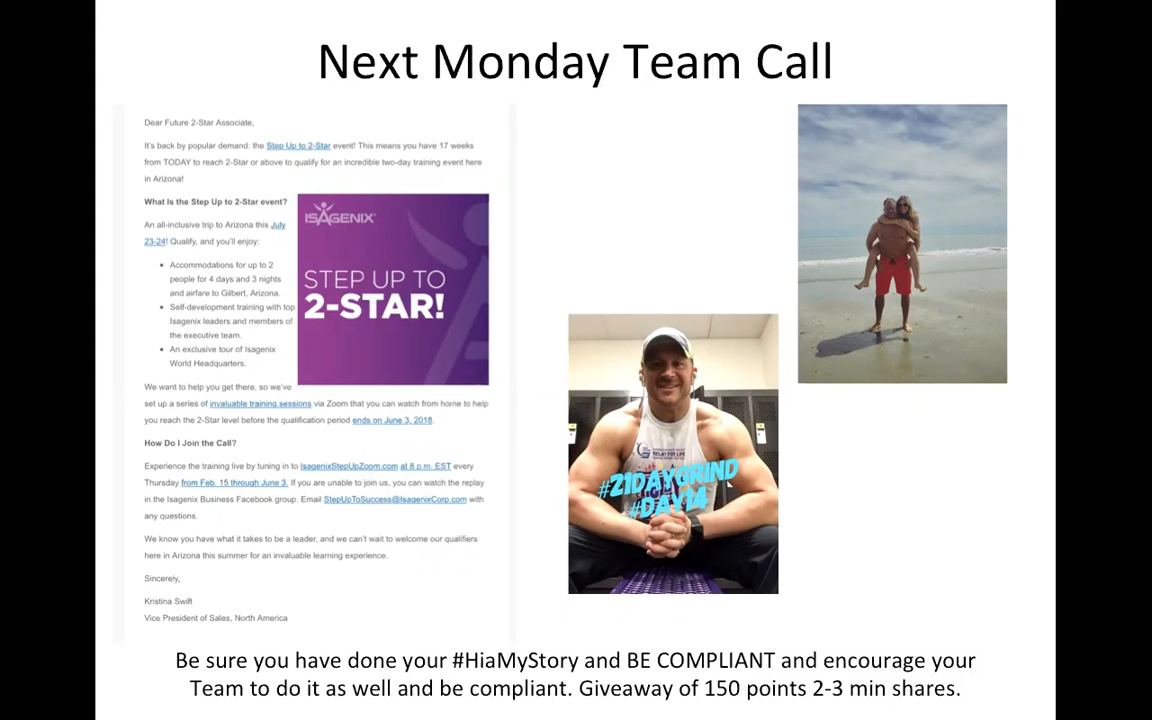 Next Monday Team Call
Dear Future 2-Star Associate,
It's back by popular demand: the Step Up to 2-Star event! This means you have 17 weeks
from TODAY to reach 2-Star or above to qualify for an incredible two-day training event here
in Arizona!
What Is the Step Up to 2-Star event?
An all-inclusive trip to Arizona this July
23-24! Qualify, and you'll enjoy:
• Accommodations for up to 2
people for 4 days and 3 nights
and airfare to Gilbert, Arizona.
• Self-development training with top
Isagenix leaders and members of
the executive team.
• An exclusive tour of Isagenix
World Headquarters.
ISAGENIX
STEP UP TO
2-STAR!
We want to help you get there, so we've
set up a series of invaluable training sessions via Zoom that you can watch from home to help
you reach the 2-Star level before the qualification period ends on June 3, 2018.
How Do I Join the Call?
Experience the training live by tuning in to IsagenixStepUpZoom.com at 8 p.m. EST every
Thursday from Feb. 15 through June 3. If you are unable to join us, you can watch the replay
in the Isagenix Business Facebook group. Email StepUpToSuccess@IsagenixCorp.com with
any questions.
We know you have what it takes to be a leader, and we can't wait to welcome our qualifiers
here in Arizona this summer for an invaluable learning experience.
Sincerely,
Kristina Swift
Vice President of Sales, North America
RELAY FOR LIFE
#21DAYGRIND
#DAY14
Be sure you have done your #HiaMyStory and BE COMPLIANT and encourage your
Team to do it as well and be compliant. Giveaway of 150 points 2-3 min shares.